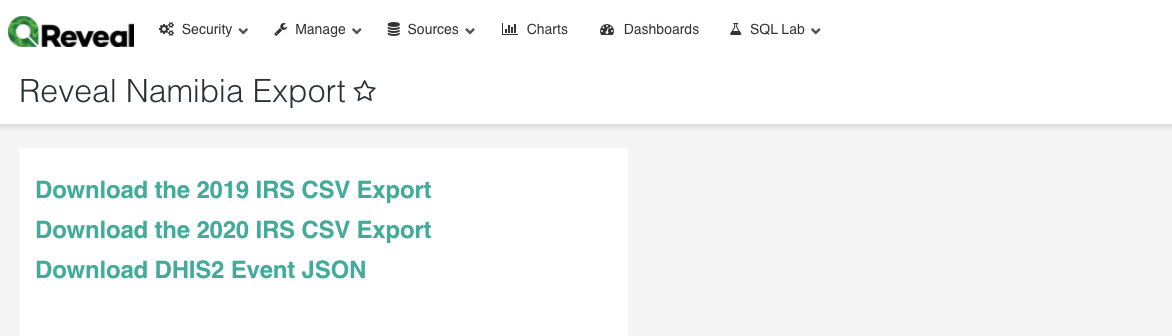 Reveal Security Manage Sources Charts Dashboards SQL Lab
Reveal Namibia Export
Download the 2019 IRS CSV Export
Download the 2020 IRS CSV Export
Download DHIS2 Event JSON